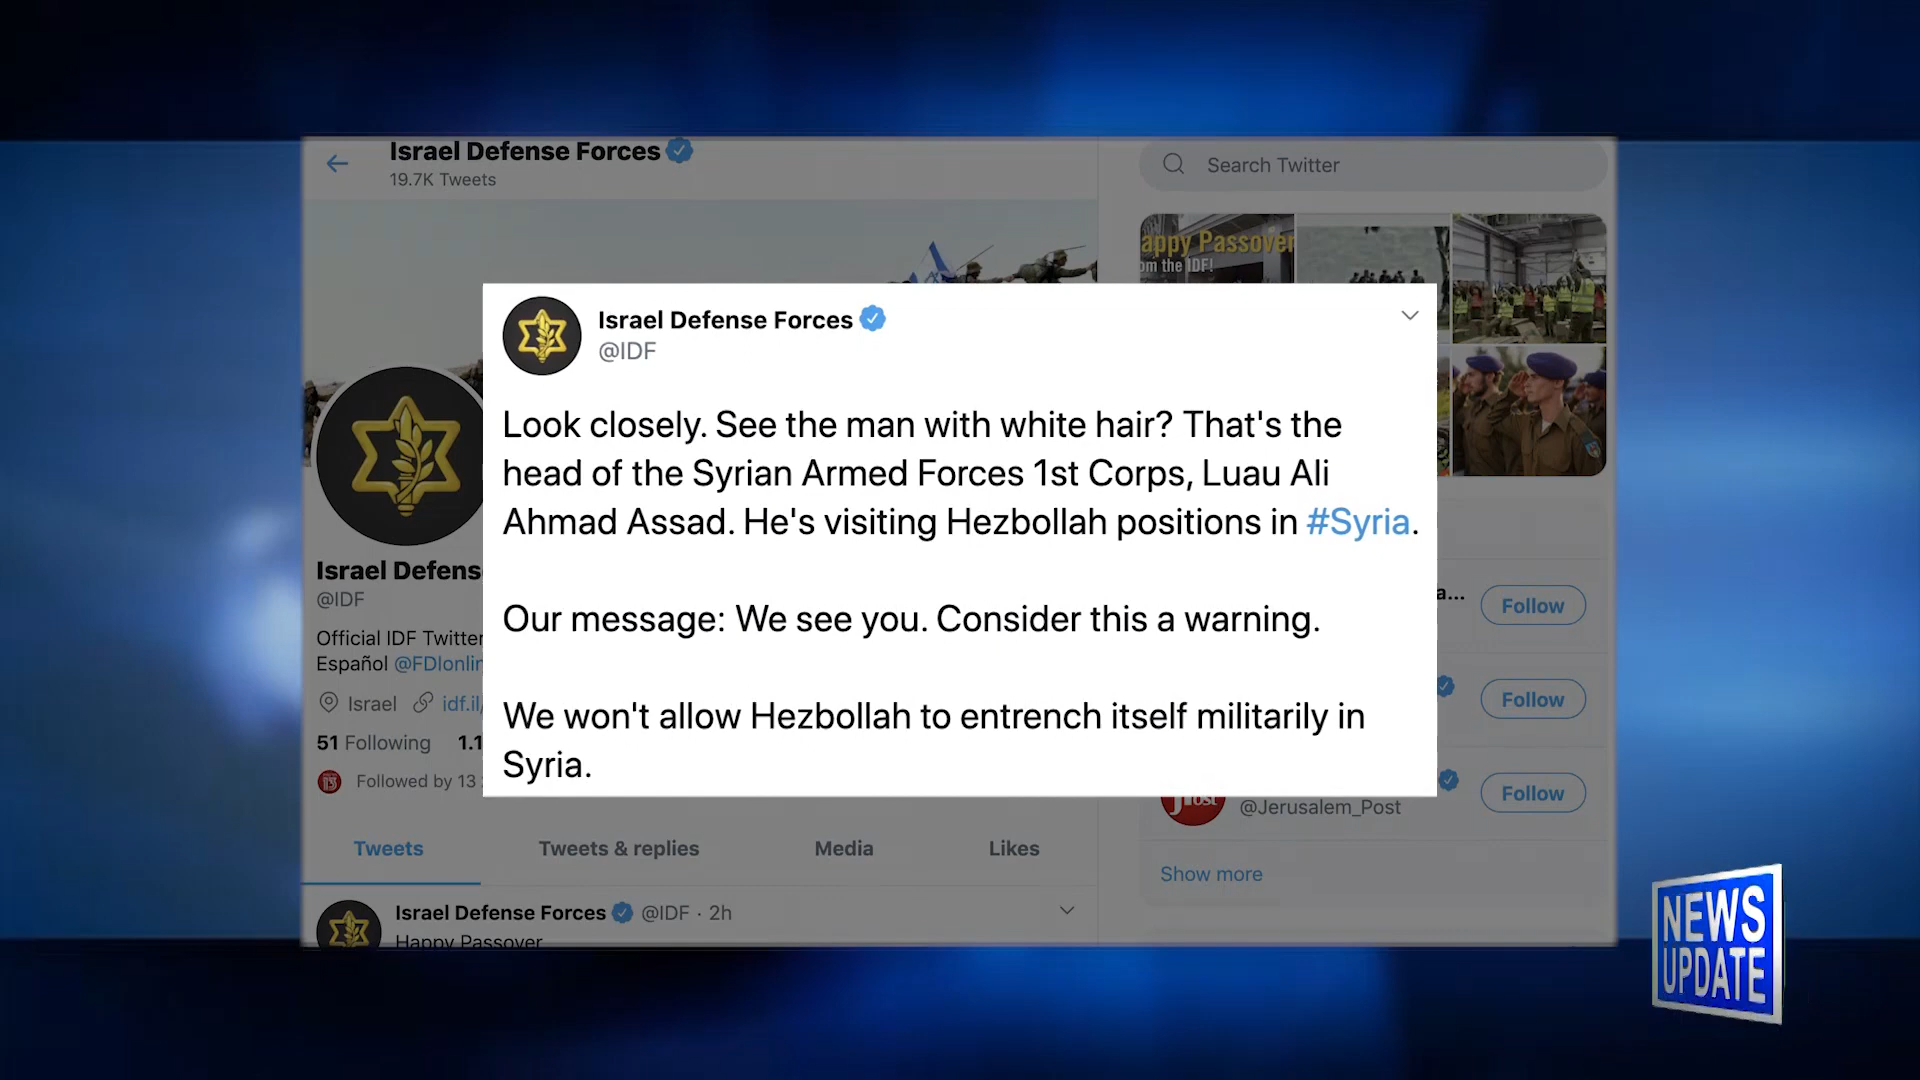 Israel Defense Forces
19.7K Tweets
Search Twitter
appy Passover
om the IDF!
Israel Defense Forces
@IDF
Look closely. See the man with white hair? That's the
head of the Syrian Armed Forces 1st Corps, Luau Ali
Ahmad Assad. He's visiting Hezbollah positions in #Syria.
Our message: We see you. Consider this a warning.
We won't allow Hezbollah to entrench itself militarily in
Syria.
Israel Defens
@IDF
Official IDF Twitter
Español @FDIonlin
Israel idf.il/
51 Following 1.1
13 Followed by 13
a... Follow
Follow
Follow
JPost
@Jerusalem_Post
Show more
Tweets Tweets & replies Media Likes
Israel Defense Forces @IDF · 2h
Happy Passover
NEWS
UPDATE